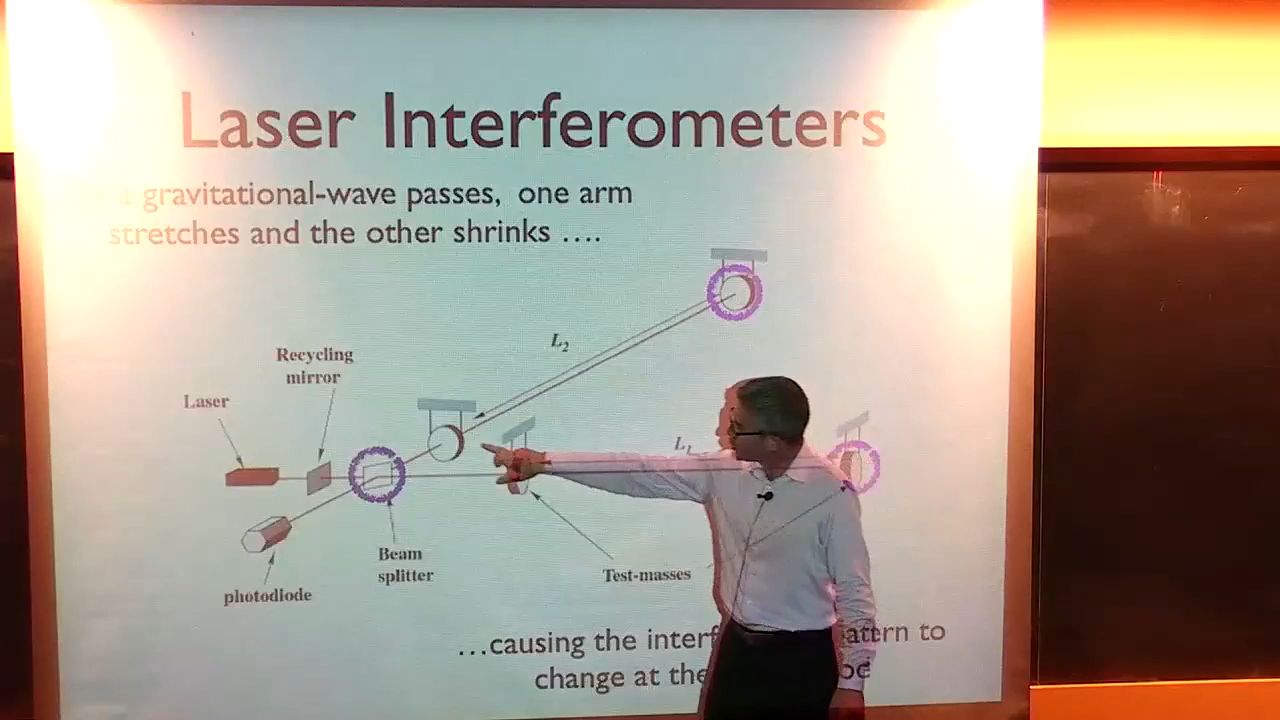 Laser Interferometers
a gravitational-wave passes, one arm
stretches and the other shrinks ....
L2
Recycling
mirror
Laser
L1
Beam
splitter
Test-masses
photodiode
...causing the
change at the
to